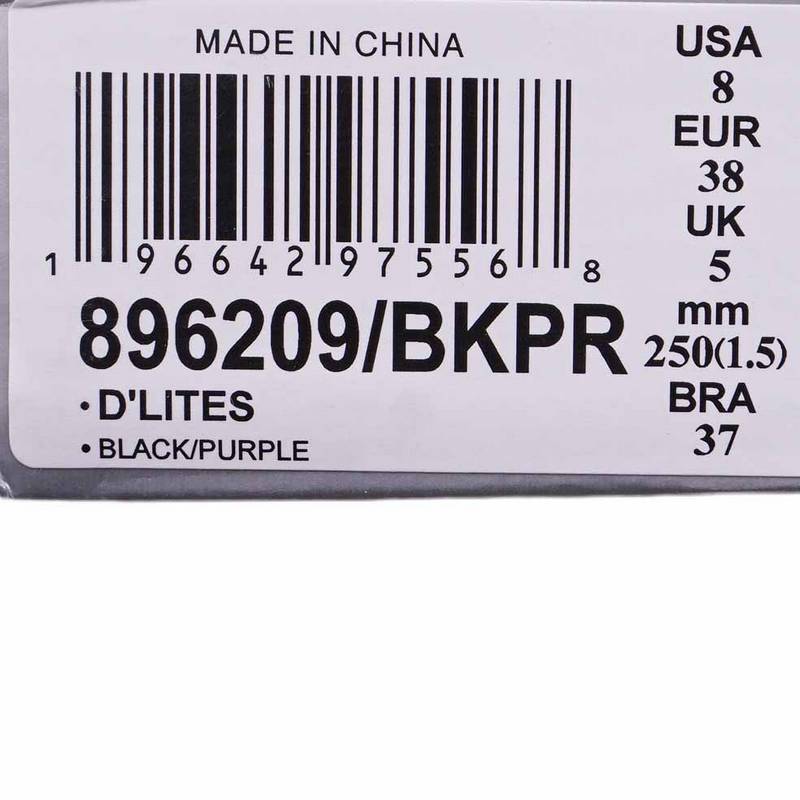 MADE IN CHINA
1 96642 97556 8
896209/BKPR
•D'LITES
•BLACK/PURPLE
USA
8
EUR
38
UK
5
mm
250(1.5)
BRA
37